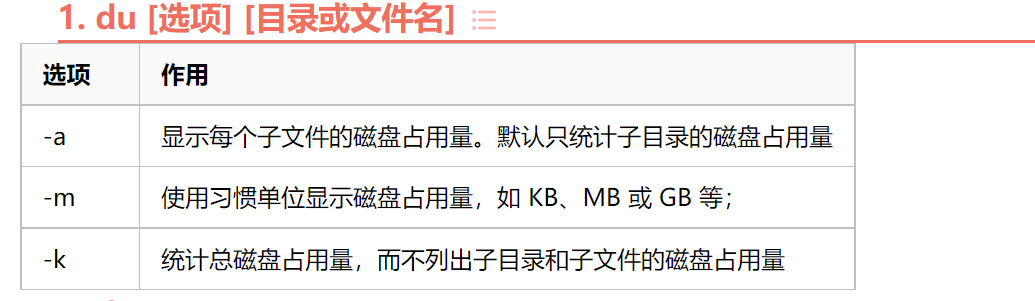 1. du [选项] [目录或文件名]
选项 作用
-a 显示每个子文件的磁盘占用量。默认只统计子目录的磁盘占用量
-m 使用习惯单位显示磁盘占用量，如 KB、MB 或 GB 等；
-k 统计总磁盘占用量，而不列出子目录和子文件的磁盘占用量